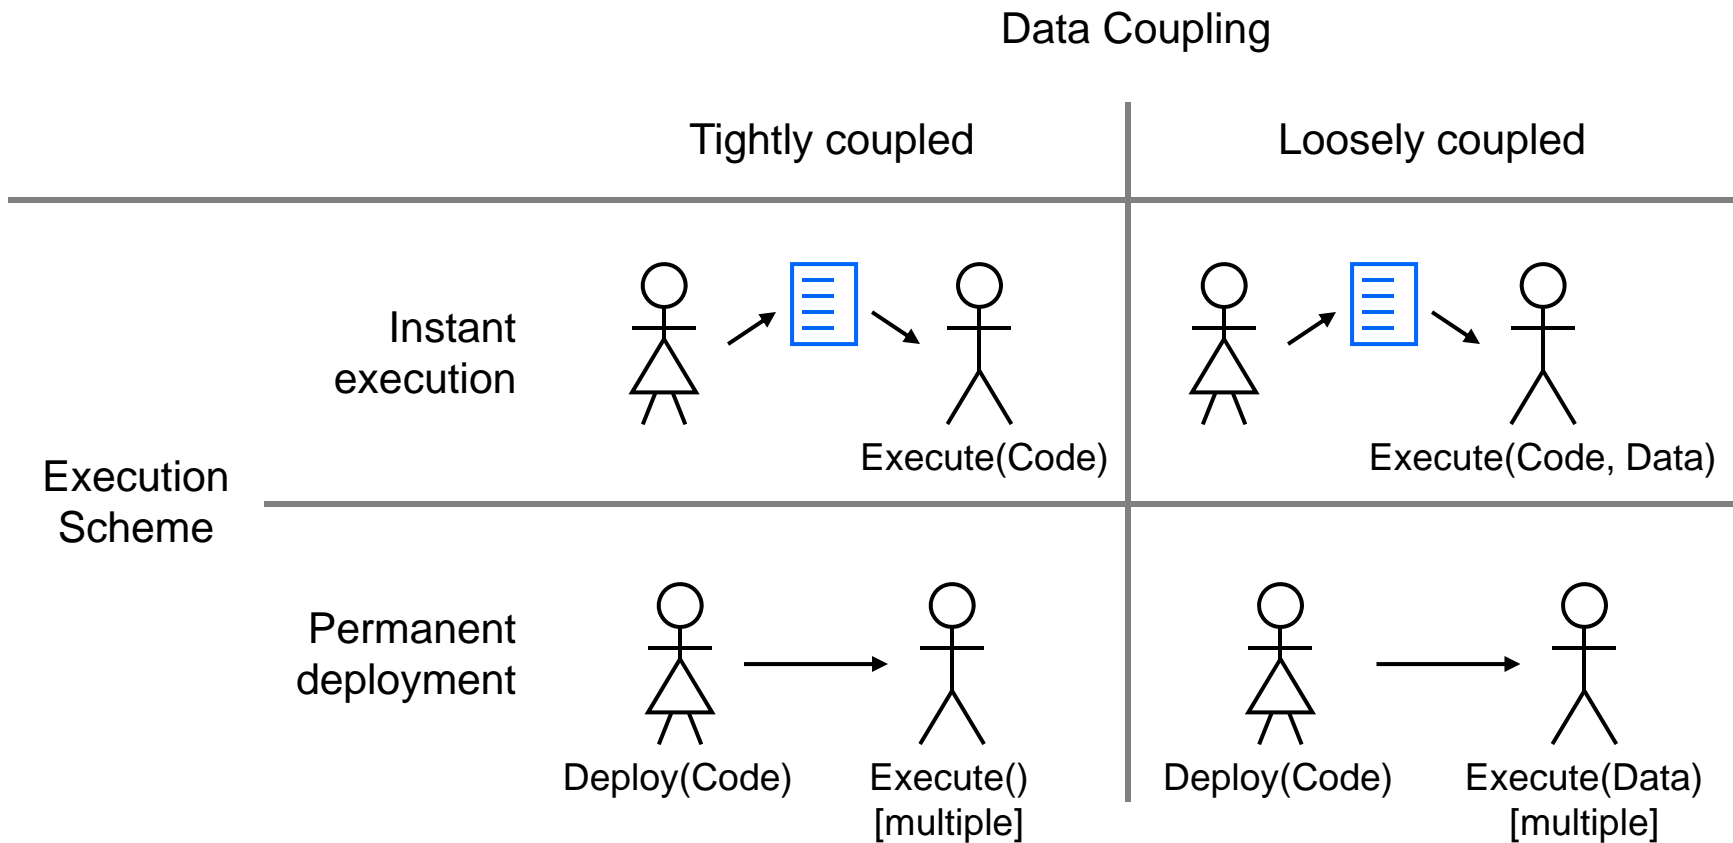 Data Coupling
Tightly coupled
Loosely coupled
Instant
execution
Execute(Code)
Execute(Code, Data)
Execution
Scheme
Permanent
deployment
Deploy(Code)
Execute()
[multiple]
Deploy(Code)
Execute(Data)
[multiple]